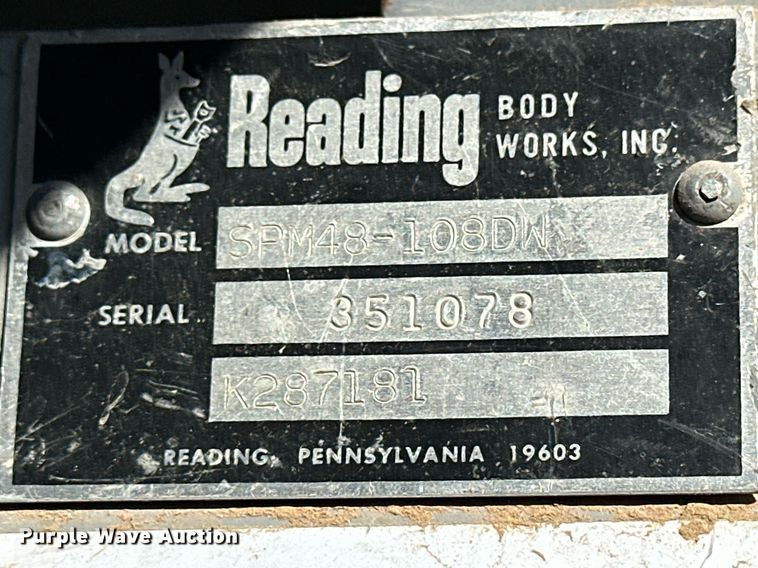 Reading BODY WORKS, INC.
MODEL SPM48-108DW
SERIAL 351078
K287181
READING, PENNSYLVANIA 19603
Purple Wave Auction